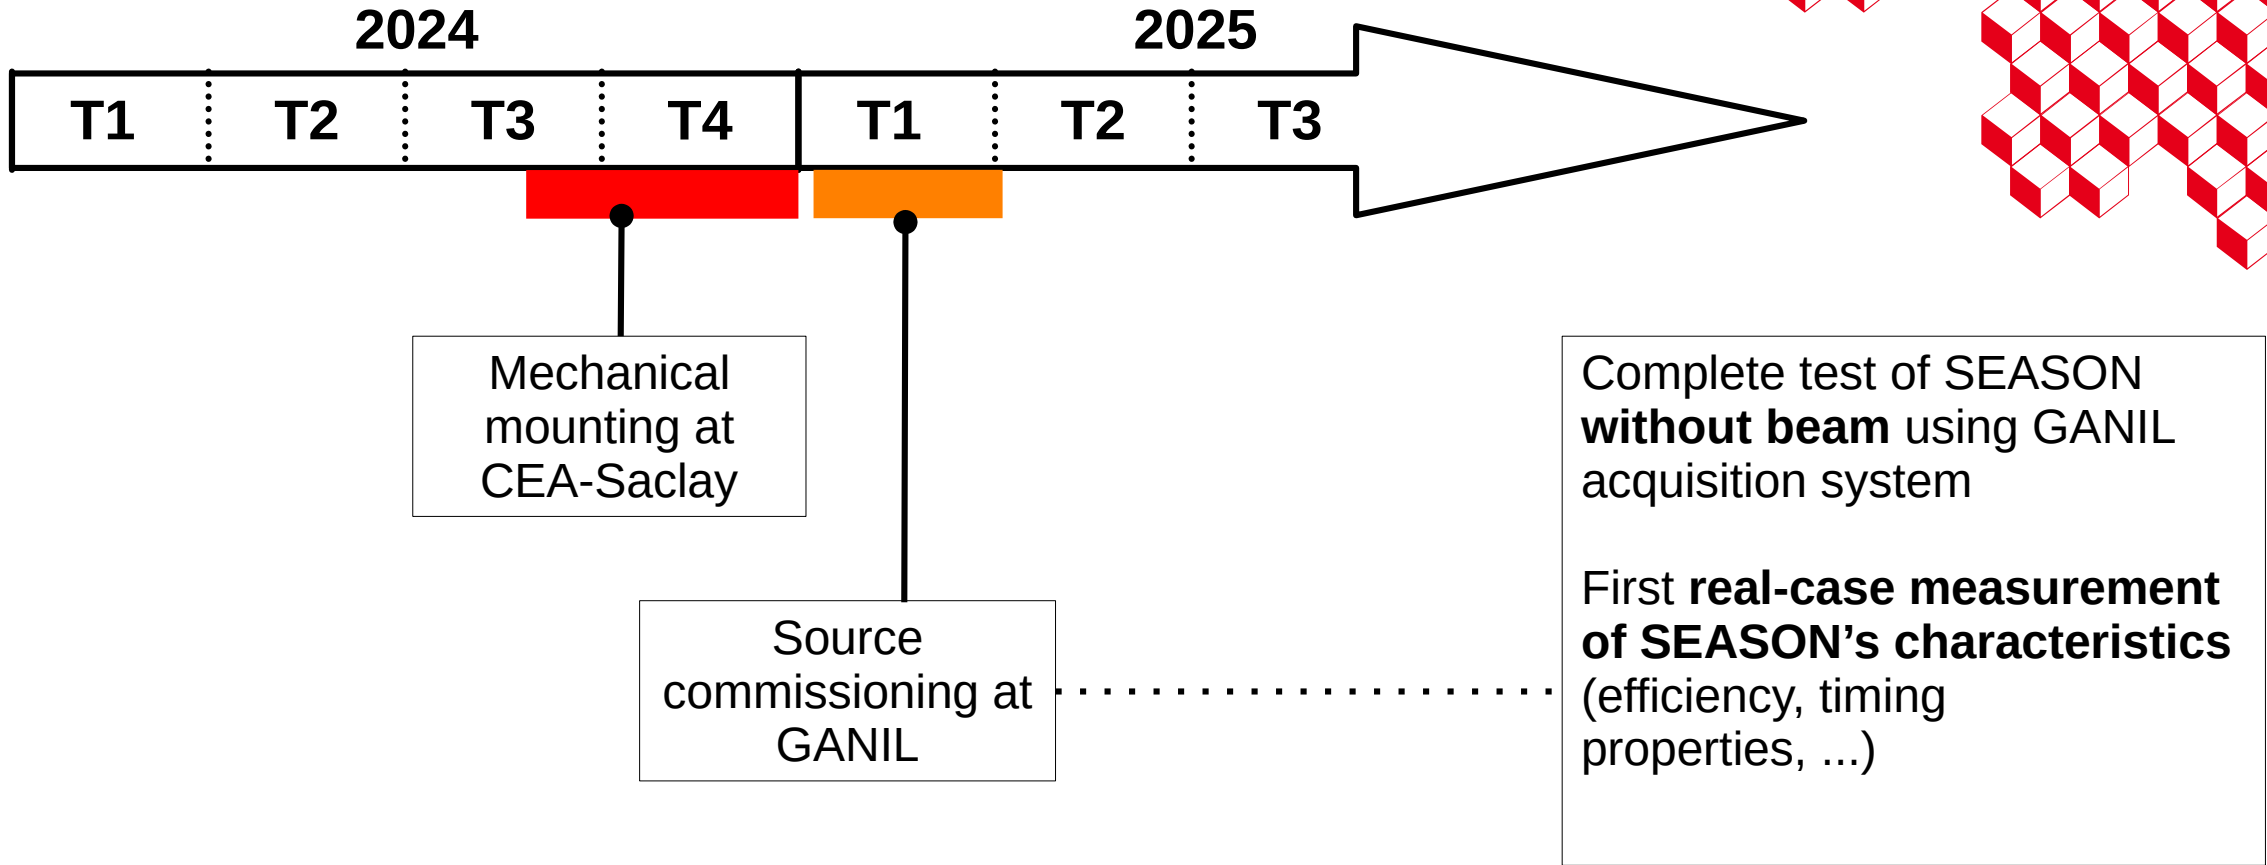 2024
2025
T1
T2
T3
T4
T1
T2
T3
Mechanical
mounting at
CEA-Saclay
Source
commissioning at
GANIL
Complete test of SEASON
without beam using GANIL
acquisition system
First real-case measurement
of SEASON’s characteristics
(efficiency, timing
properties, ...)